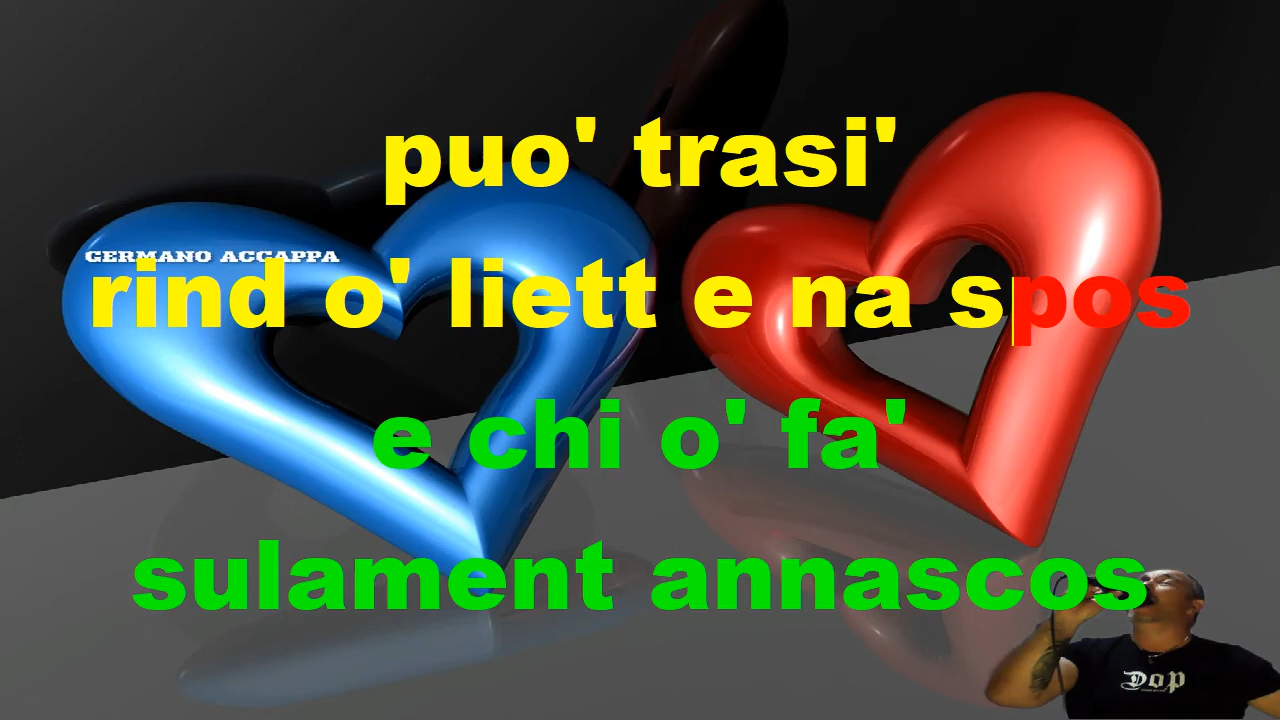 puo' trasi'
GERMANO ACCAPPA
rind o' liett e na spos
e chi o' fa'
sulament annascos
DOP